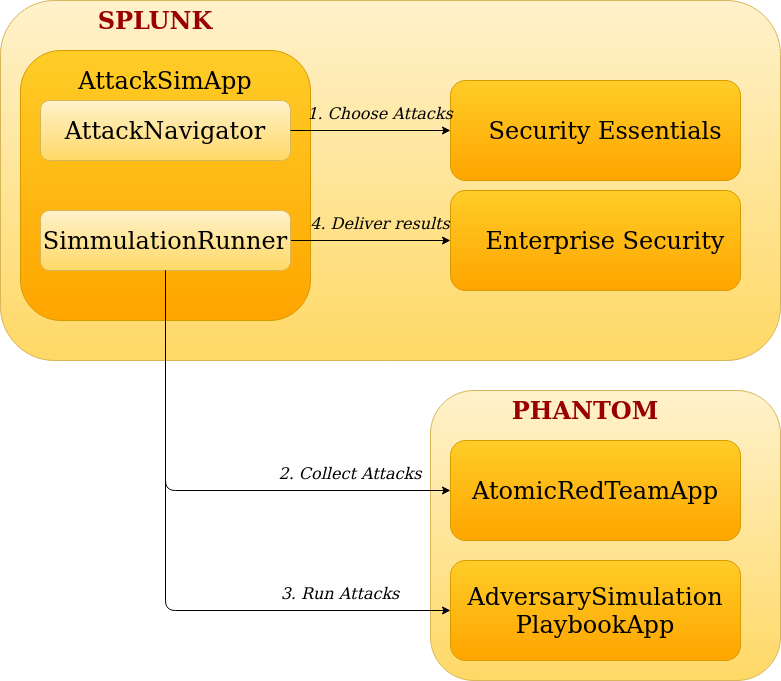 SPLUNK
AttackSimApp
AttackNavigator
1. Choose Attacks
Security Essentials
SimmulationRunner
4. Deliver results
Enterprise Security
PHANTOM
2. Collect Attacks
AtomicRedTeamApp
3. Run Attacks
AdversarySimulation
PlaybookApp